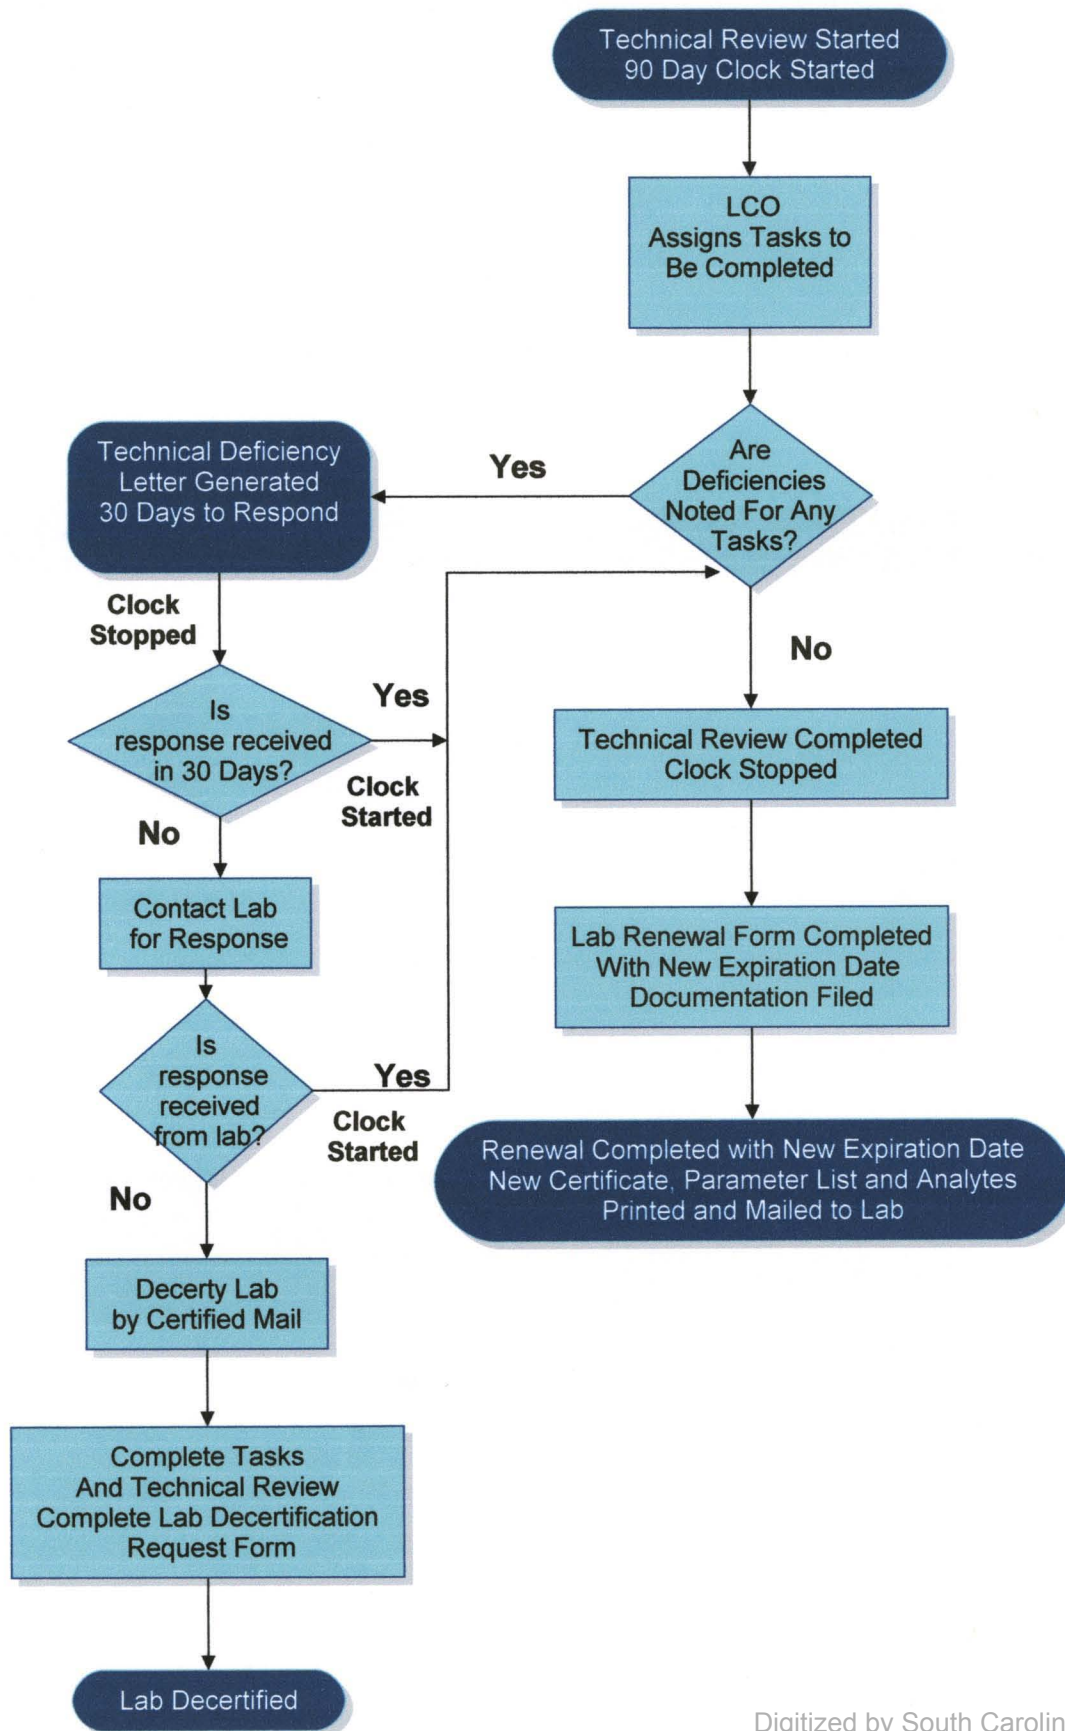 Technical Review Started
90 Day Clock Started
LCO
Assigns Tasks to
Be Completed
Are
Deficiencies
Noted For Any
Tasks?
Yes
Technical Deficiency
Letter Generated
30 Days to Respond
Clock
Stopped
Is
response received
in 30 Days?
Yes
Clock
Started
No
Contact Lab
for Response
Is
response
received
from lab?
Yes
Clock
Started
No
Decerty Lab
by Certified Mail
Complete Tasks
And Technical Review
Complete Lab Decertification
Request Form
Lab Decertified
No
Technical Review Completed
Clock Stopped
Lab Renewal Form Completed
With New Expiration Date
Documentation Filed
Renewal Completed with New Expiration Date
New Certificate, Parameter List and Analytes
Printed and Mailed to Lab
Digitized by South Carolin